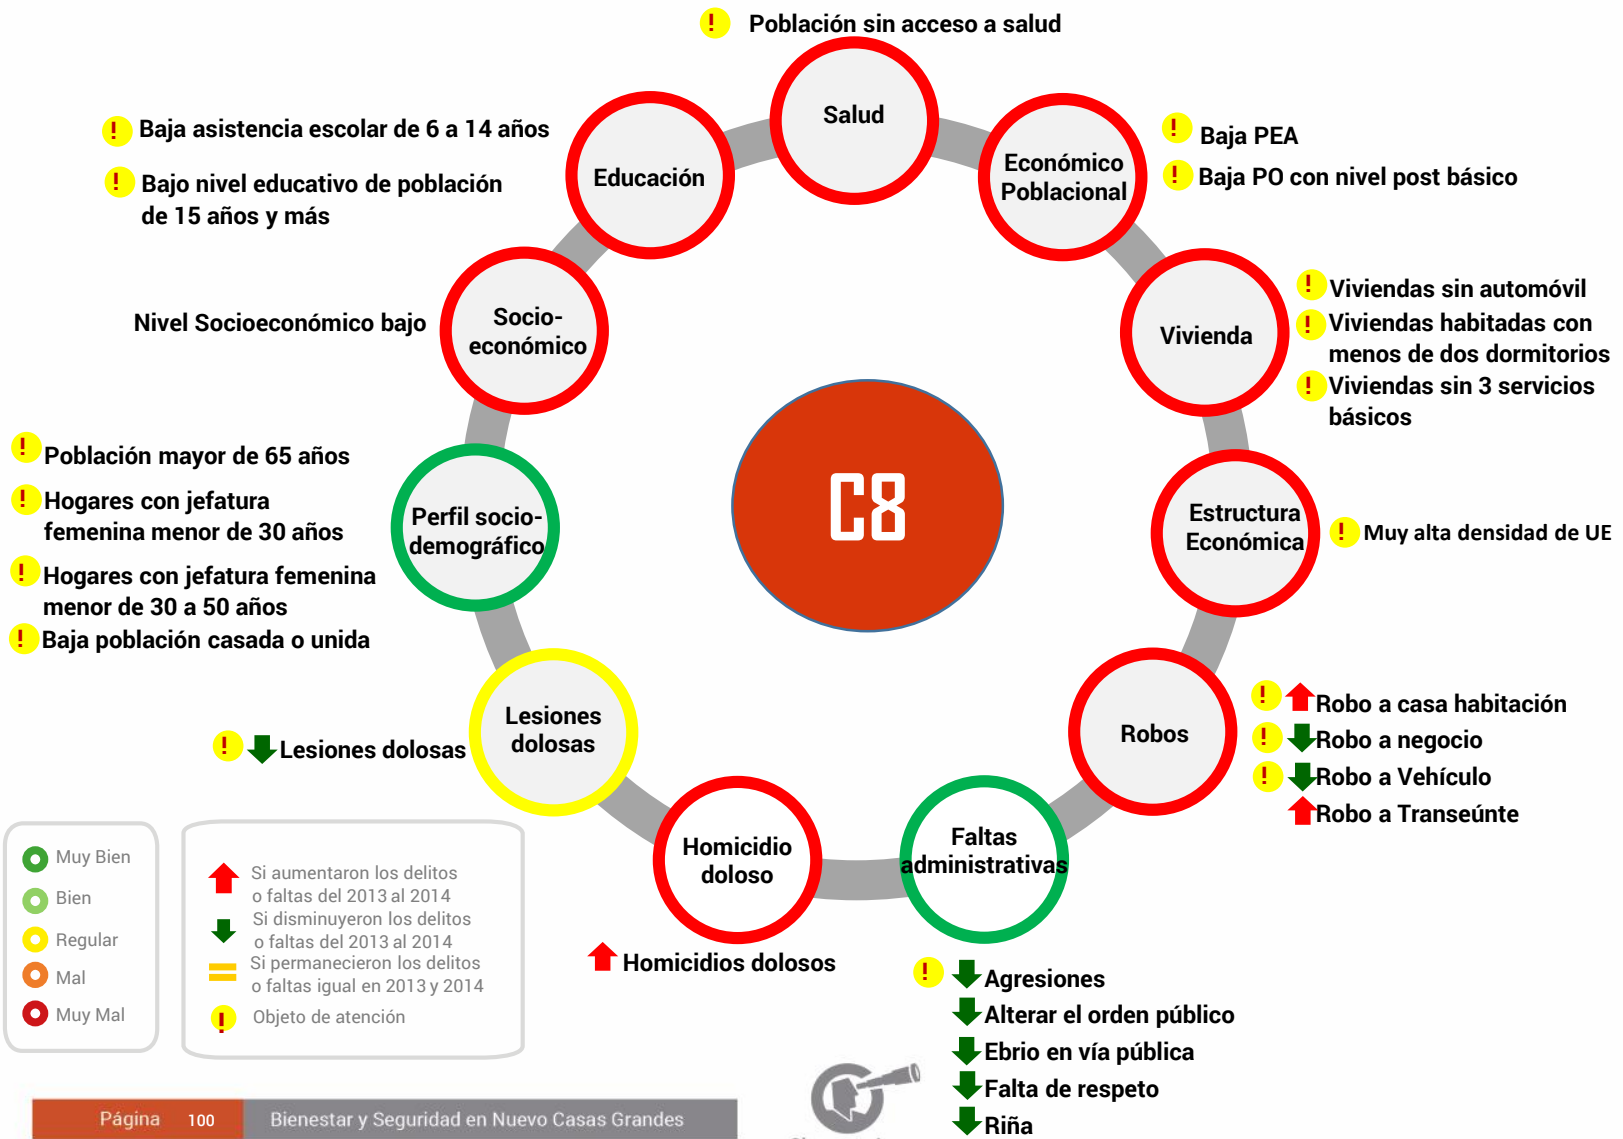 ! Población sin acceso a salud
Salud
Económico
Poblacional
! Baja PEA
! Baja PO con nivel post básico
! Baja asistencia escolar de 6 a 14 años
! Bajo nivel educativo de población
de 15 años y más
Educación
Nivel Socioeconómico bajo
Socio-
económico
Vivienda
! Viviendas sin automóvil
! Viviendas habitadas con
menos de dos dormitorios
! Viviendas sin 3 servicios
básicos
! Población mayor de 65 años
! Hogares con jefatura
femenina menor de 30 años
! Hogares con jefatura femenina
menor de 30 a 50 años
! Baja población casada o unida
Perfil socio-
demográfico
C8
Estructura
Económica
! Muy alta densidad de UE
! Lesiones dolosas
Lesiones
dolosas
Robos
! Robo a casa habitación
! Robo a negocio
! Robo a Vehículo
Robo a Transeúnte
Homicidio
doloso
Homicidios dolosos
Faltas
administrativas
! Agresiones
Alterar el orden público
Ebrio en vía pública
Falta de respeto
Riña
Muy Bien
Bien
Regular
Mal
Muy Mal
Si aumentaron los delitos
o faltas del 2013 al 2014
Si disminuyeron los delitos
o faltas del 2013 al 2014
Si permanecieron los delitos
o faltas igual en 2013 y 2014
! Objeto de atención
Página 100 Bienestar y Seguridad en Nuevo Casas Grandes